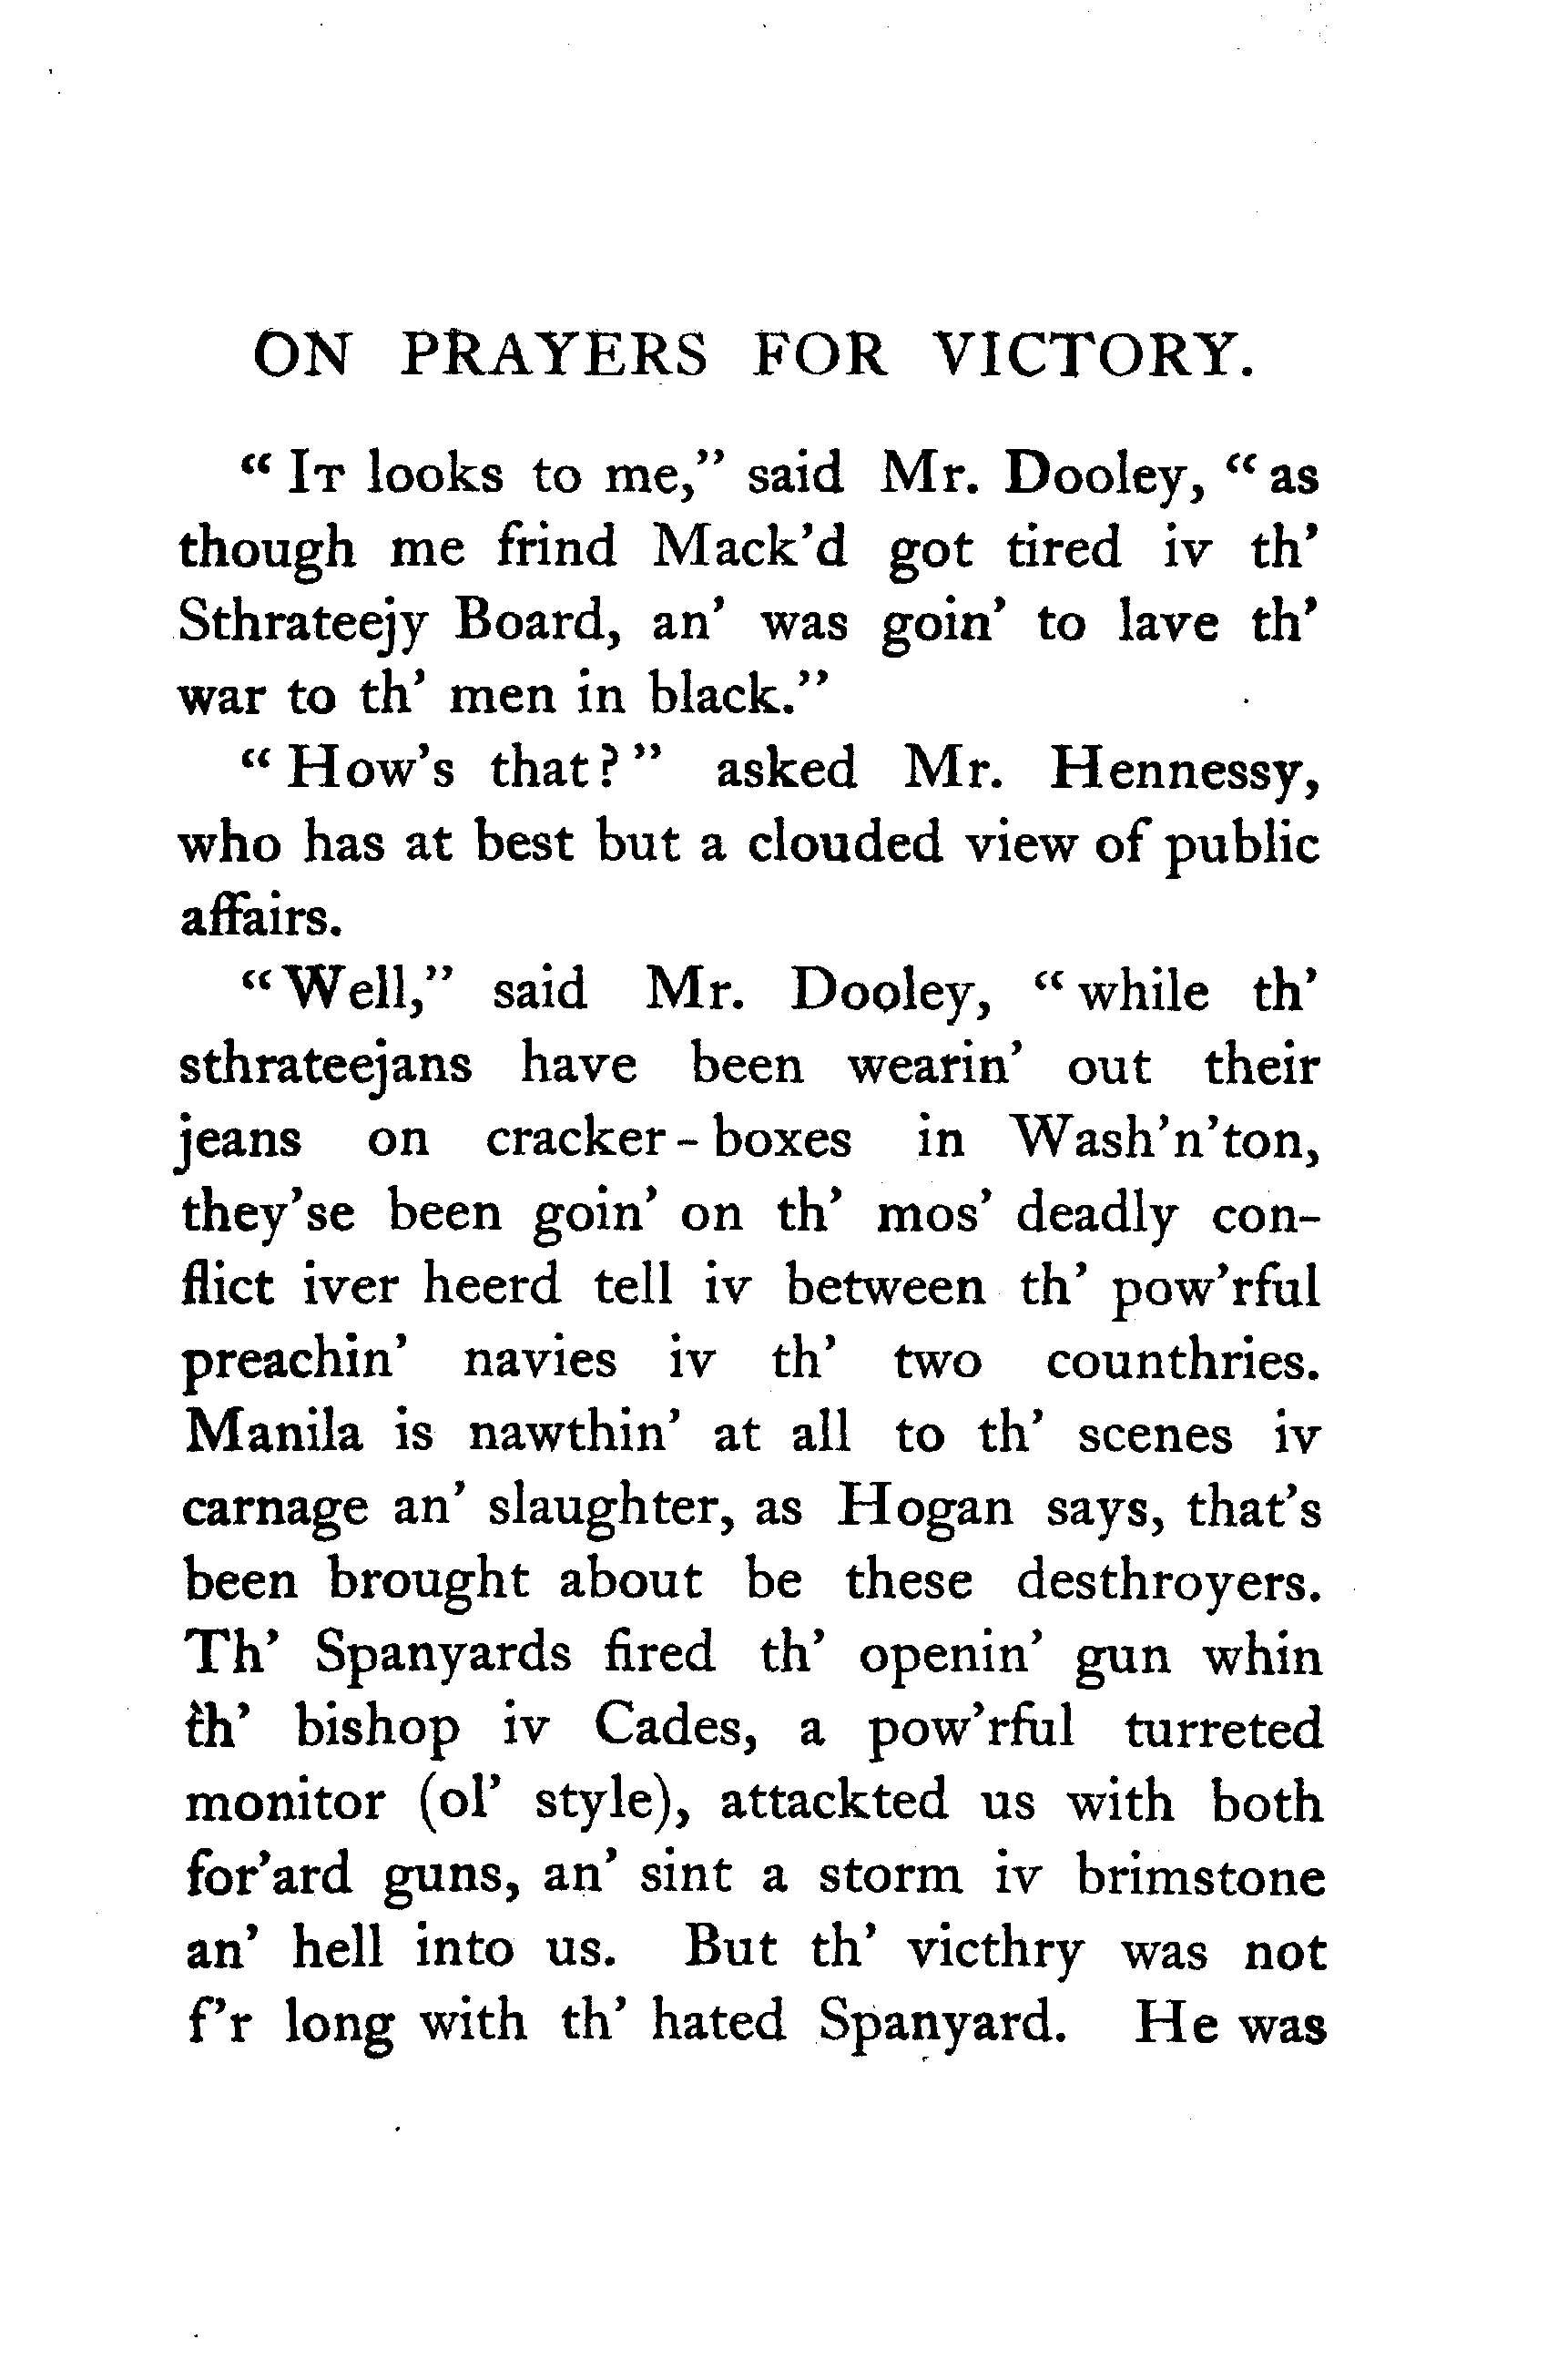 ON PRAYERS FOR VICTORY.
“ It looks to me,” said Mr. Dooley, “ as
though me frind Mack’d got tired iv th’
Sthrateejy Board, an’ was goin’ to lave th’
war to th’ men in black.”
“ How’s that ? ” asked Mr. Hennessy,
who has at best but a clouded view of public
affairs.
“ Well,” said Mr. Dooley, “ while th’
sthrateejans have been wearin’ out their
jeans on cracker - boxes in Wash’n’ton,
they’se been goin’ on th’ mos’ deadly con-
flict iver heerd tell iv between th’ pow’rful
preachin’ navies iv th’ two counthries.
Manila is nawthin’ at all to th’ scenes iv
carnage an’ slaughter, as Hogan says, that’s
been brought about be these desthroyers.
Th’ Spanyards fired th’ openin’ gun whin
th’ bishop iv Cades, a pow’rful turreted
monitor (ol’ style), attackted us with both
for’ard guns, an’ sint a storm iv brimstone
an’ hell into us. But th’ victhry was not
f’r long with th’ hated Spanyard. He was